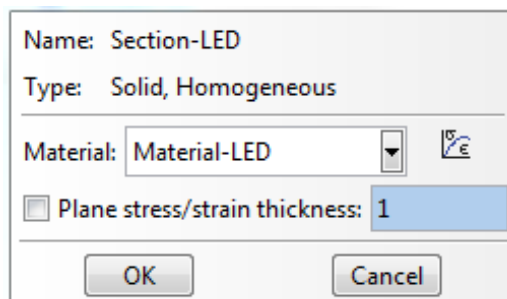 Name: Section-LED
Type: Solid, Homogeneous
Material: Material-LED
σ
ε
Plane stress/strain thickness: 1
OK Cancel